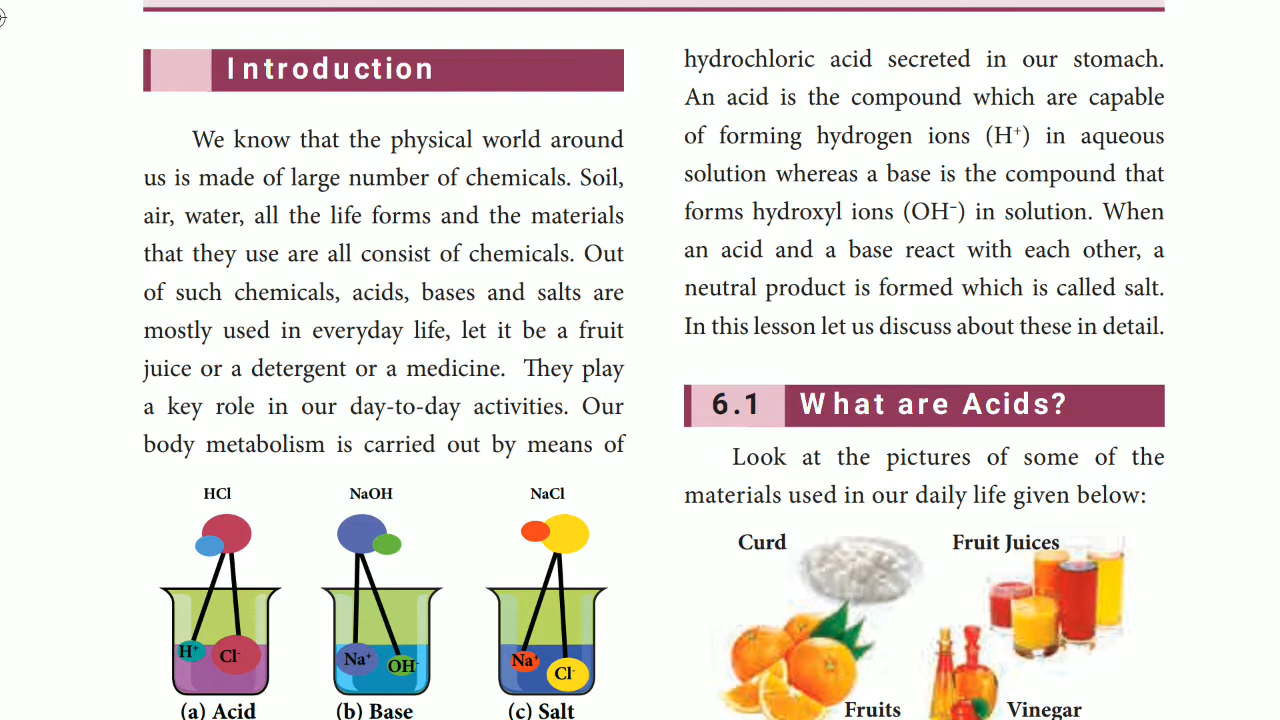 Introduction
We know that the physical world around
us is made of large number of chemicals. Soil,
air, water, all the life forms and the materials
that they use are all consist of chemicals. Out
of such chemicals, acids, bases and salts are
mostly used in everyday life, let it be a fruit
juice or a detergent or a medicine. They play
a key role in our day-to-day activities. Our
body metabolism is carried out by means of
HCl NaOH NaCl
H⁺ Cl⁻ Na⁺ OH⁻ Na⁺ Cl⁻
(a) Acid (b) Base (c) Salt
hydrochloric acid secreted in our stomach.
An acid is the compound which are capable
of forming hydrogen ions (H⁺) in aqueous
solution whereas a base is the compound that
forms hydroxyl ions (OH⁻) in solution. When
an acid and a base react with each other, a
neutral product is formed which is called salt.
In this lesson let us discuss about these in detail.
6.1 What are Acids?
Look at the pictures of some of the
materials used in our daily life given below:
Curd Fruit Juices
Fruits Vinegar